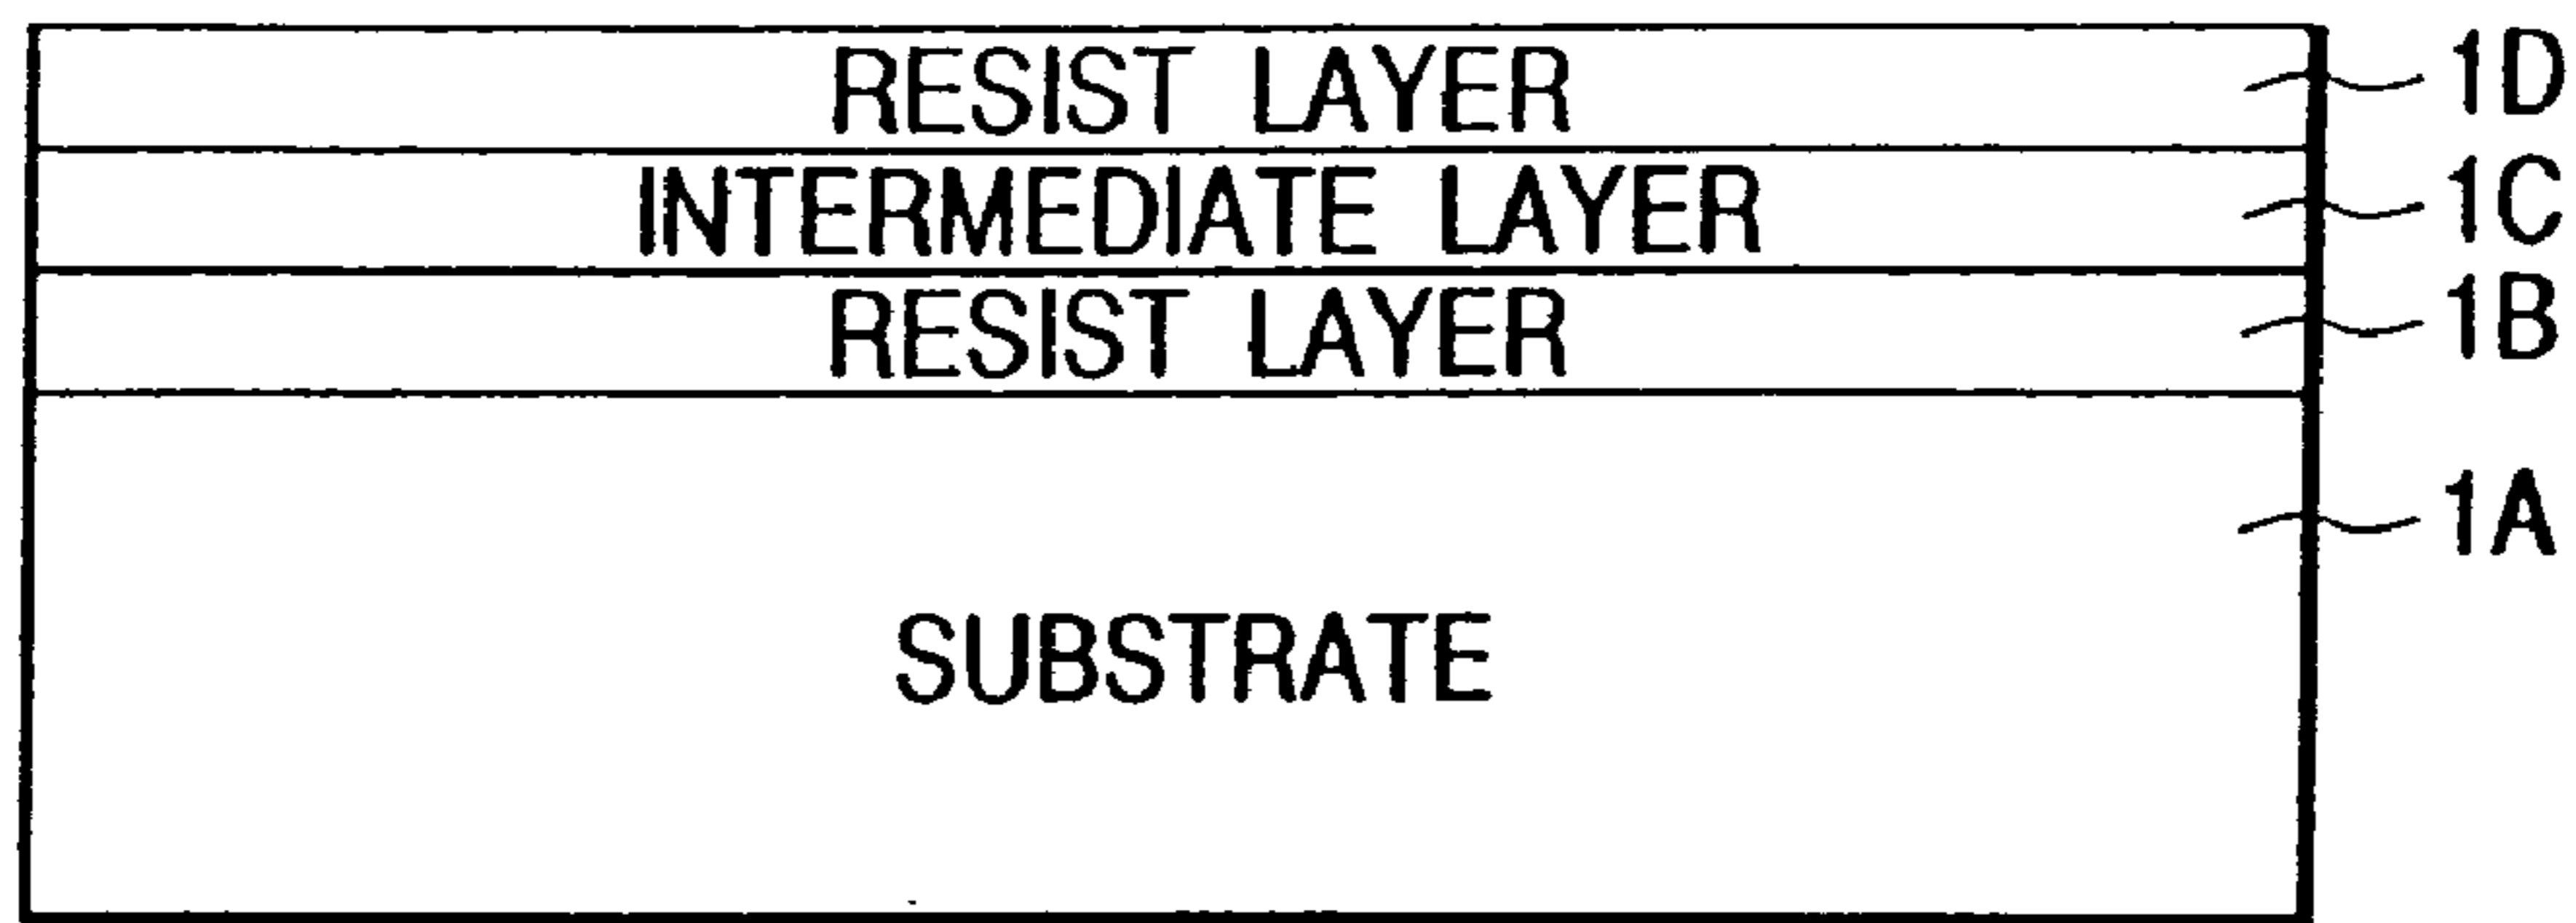 RESIST LAYER 1D
INTERMEDIATE LAYER 1C
RESIST LAYER 1B
1A
SUBSTRATE